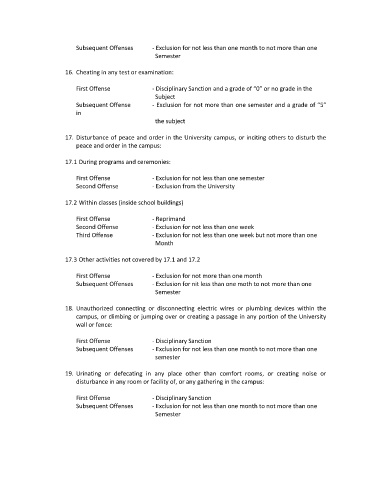 Subsequent Offenses - Exclusion for not less than one month to not more than one
Semester
16. Cheating in any test or examination:
First Offense - Disciplinary Sanction and a grade of "0" or no grade in the
Subject
Subsequent Offense - Exclusion for not more than one semester and a grade of "5"
in
the subject
17. Disturbance of peace and order in the University campus, or inciting others to disturb the
peace and order in the campus:
17.1 During programs and ceremonies:
First Offense - Exclusion for not less than one semester
Second Offense - Exclusion from the University
17.2 Within classes (inside school buildings)
First Offense - Reprimand
Second Offense - Exclusion for not less than one week
Third Offense - Exclusion for not less than one week but not more than one
Month
17.3 Other activities not covered by 17.1 and 17.2
First Offense - Exclusion for not more than one month
Subsequent Offenses - Exclusion for nit less than one moth to not more than one
Semester
18. Unauthorized connecting or disconnecting electric wires or plumbing devices within the
campus, or climbing or jumping over or creating a passage in any portion of the University
wall or fence:
First Offense - Disciplinary Sanction
Subsequent Offenses - Exclusion for not less than one month to not more than one
semester
19. Urinating or defecating in any place other than comfort rooms, or creating noise or
disturbance in any room or facility of, or any gathering in the campus:
First Offense - Disciplinary Sanction
Subsequent Offenses - Exclusion for not less than one month to not more than one
Semester